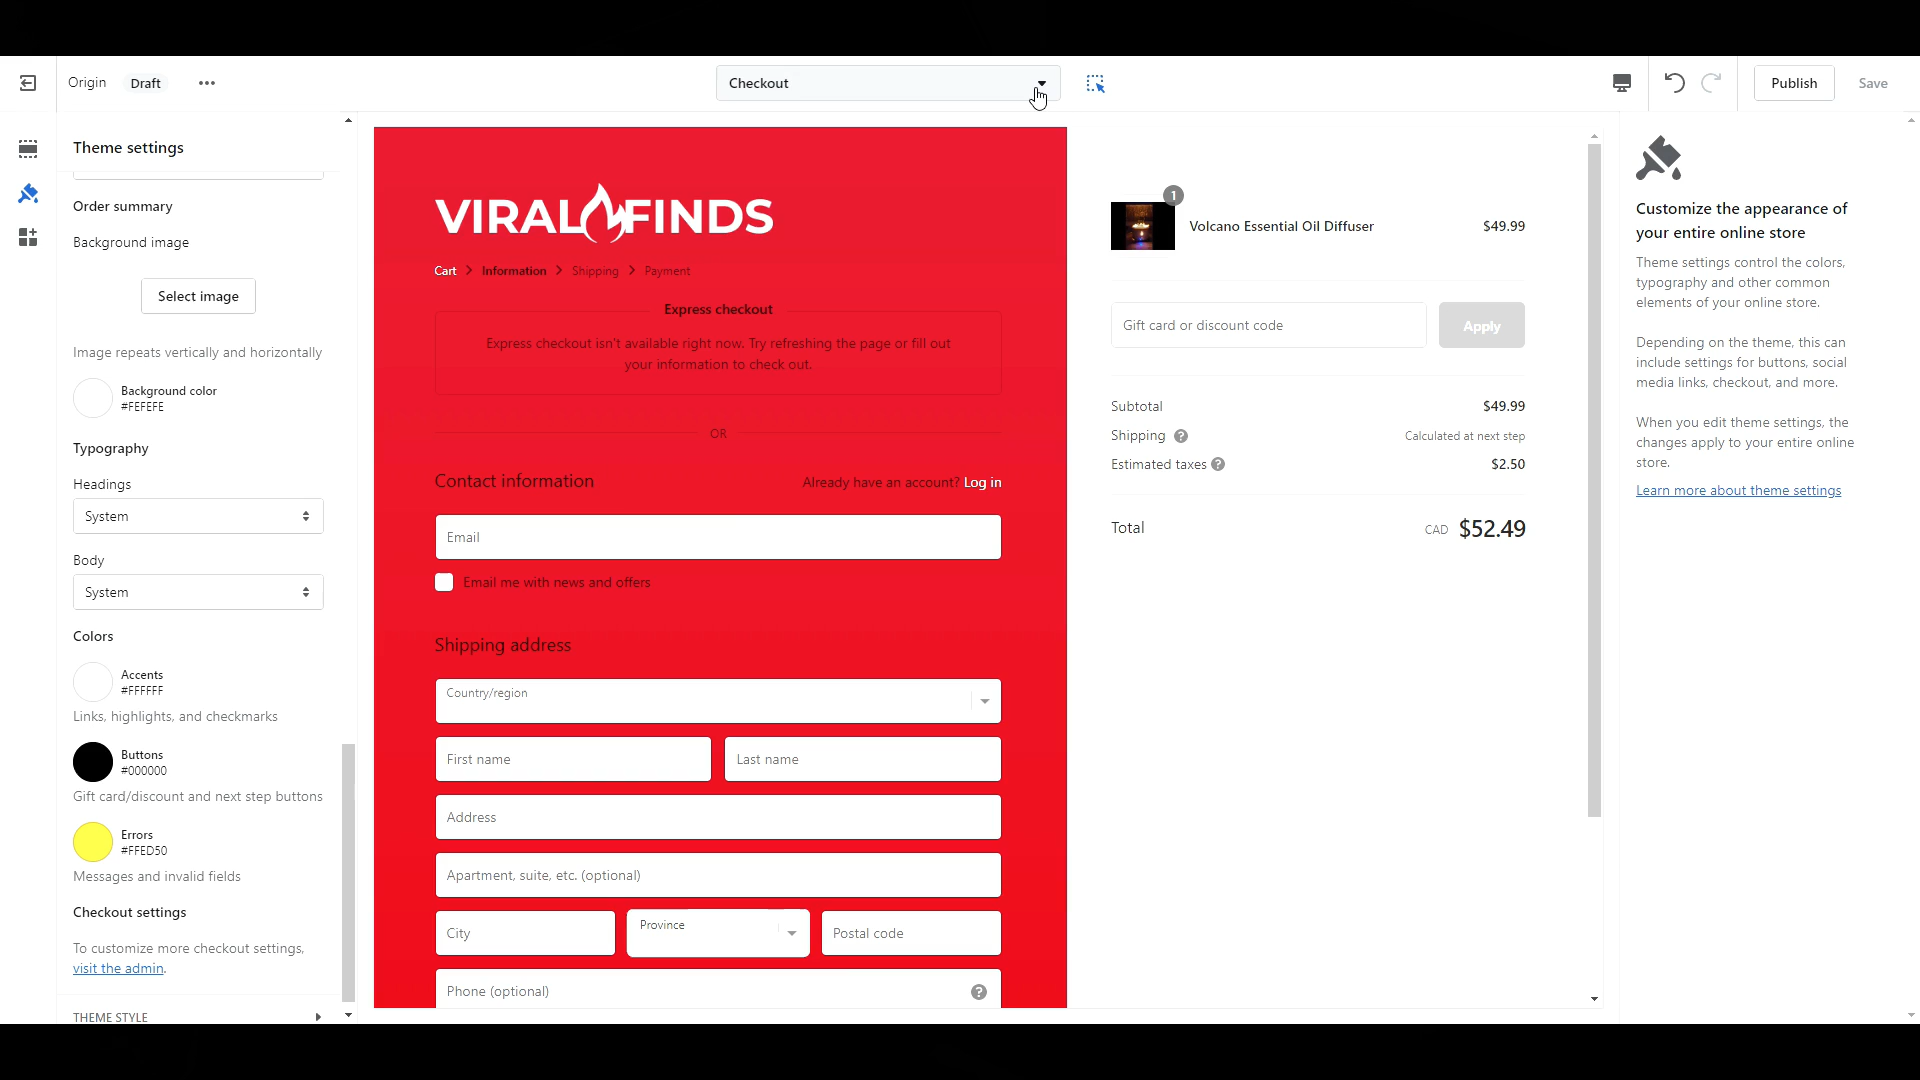 Origin Draft
Checkout
Publish Save
Theme settings
Order summary
Background image
Select image
Image repeats vertically and horizontally
Background color
#FEFEFE
Typography
Headings
System
Body
System
Colors
Accents
#FFFFFF
Links, highlights, and checkmarks
Buttons
#000000
Gift card/discount and next step buttons
Errors
#FFED50
Messages and invalid fields
Checkout settings
To customize more checkout settings,
visit the admin.
THEME STYLE
VIRAL FINDS
Cart Information Shipping Payment
Express checkout
Express checkout isn't available right now. Try refreshing the page or fill out
your information to check out.
OR
Contact information Already have an account? Log in
Email
Email me with news and offers
Shipping address
Country/region
First name Last name
Address
Apartment, suite, etc. (optional)
City Province Postal code
Phone (optional) ?
1
Volcano Essential Oil Diffuser $49.99
Gift card or discount code Apply
Subtotal $49.99
Shipping ? Calculated at next step
Estimated taxes ? $2.50
Total CAD $52.49
Customize the appearance of
your entire online store
Theme settings control the colors,
typography and other common
elements of your online store.
Depending on the theme, this can
include settings for buttons, social
media links, checkout, and more.
When you edit theme settings, the
changes apply to your entire online
store.
Learn more about theme settings